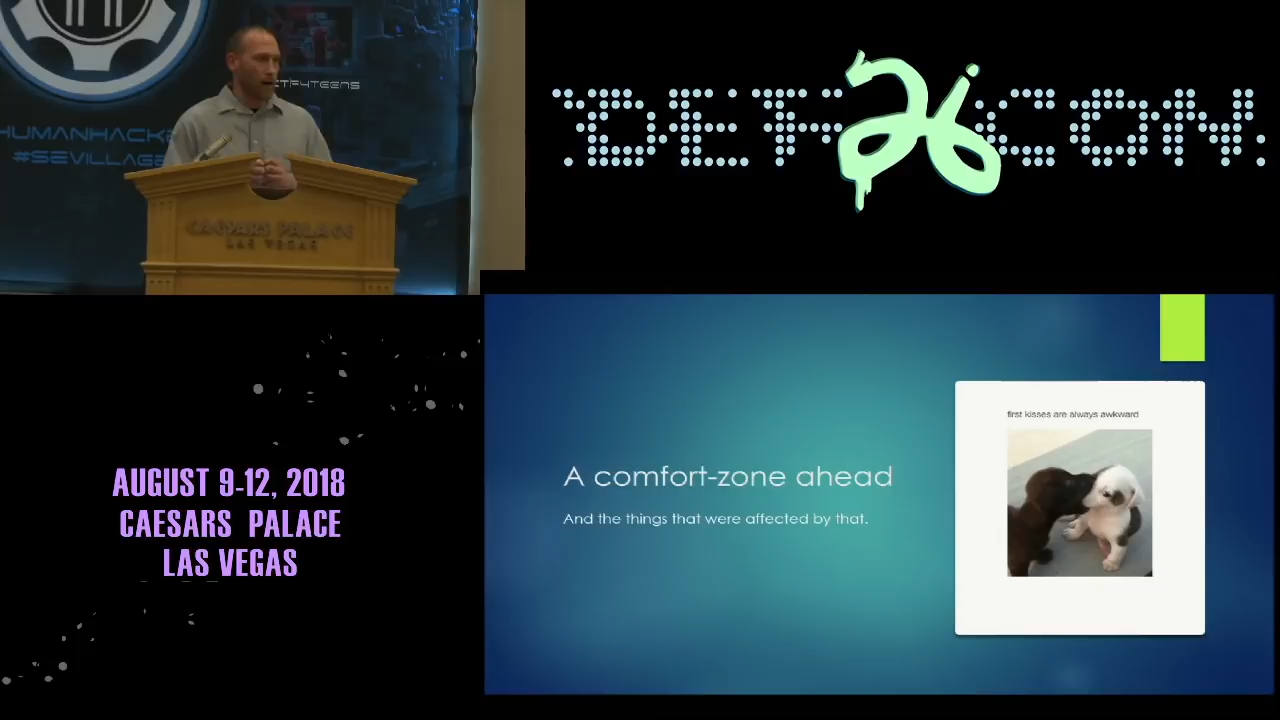 #SEVILLAGE
CAESARS PALACE
LAS VEGAS
DEF 26 CON
AUGUST 9-12, 2018
CAESARS PALACE
LAS VEGAS
A comfort-zone ahead
And the things that were affected by that.
first kisses are always awkward